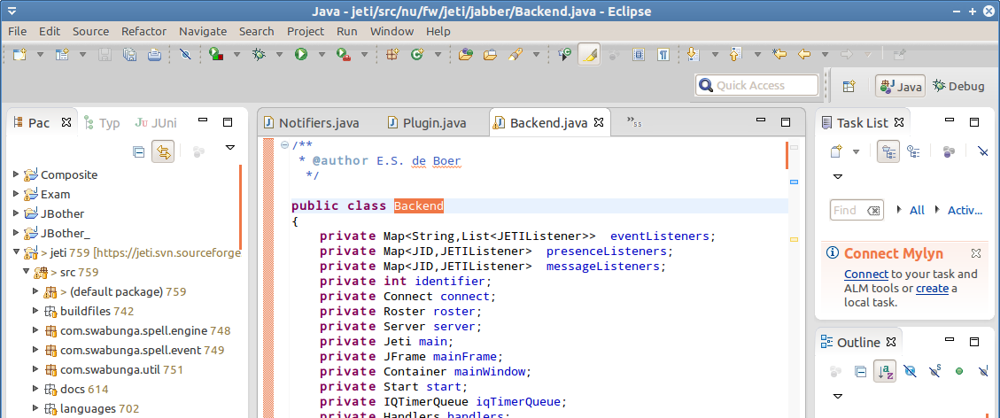 Java - jeti/src/nu/fw/jeti/jabber/Backend.java - Eclipse
File Edit Source Refactor Navigate Search Project Run Window Help
Quick Access
Java
Debug
Pac
Typ
JUni
Composite
Exam
JBother
JBother_
> jeti 759 [https://jeti.svn.sourceforge
> src 759
> (default package) 759
buildfiles 742
com.swabunga.spell.engine 748
com.swabunga.spell.event 749
com.swabunga.util 751
docs 614
languages 702
Notifiers.java
Plugin.java
Backend.java
»55
/**
* @author E.S. de Boer
*/
public class Backend
{
private Map<String,List<JETIListener>> eventListeners;
private Map<JID,JETIListener> presenceListeners;
private Map<JID,JETIListener> messageListeners;
private int identifier;
private Connect connect;
private Roster roster;
private Server server;
private Jeti main;
private JFrame mainFrame;
private Container mainWindow;
private Start start;
private IQTimerQueue iqTimerQueue;
private Handlers handlers;
Task List
Find
All
Activ...
Connect Mylyn
Connect to your task and
ALM tools or create a
local task.
Outline